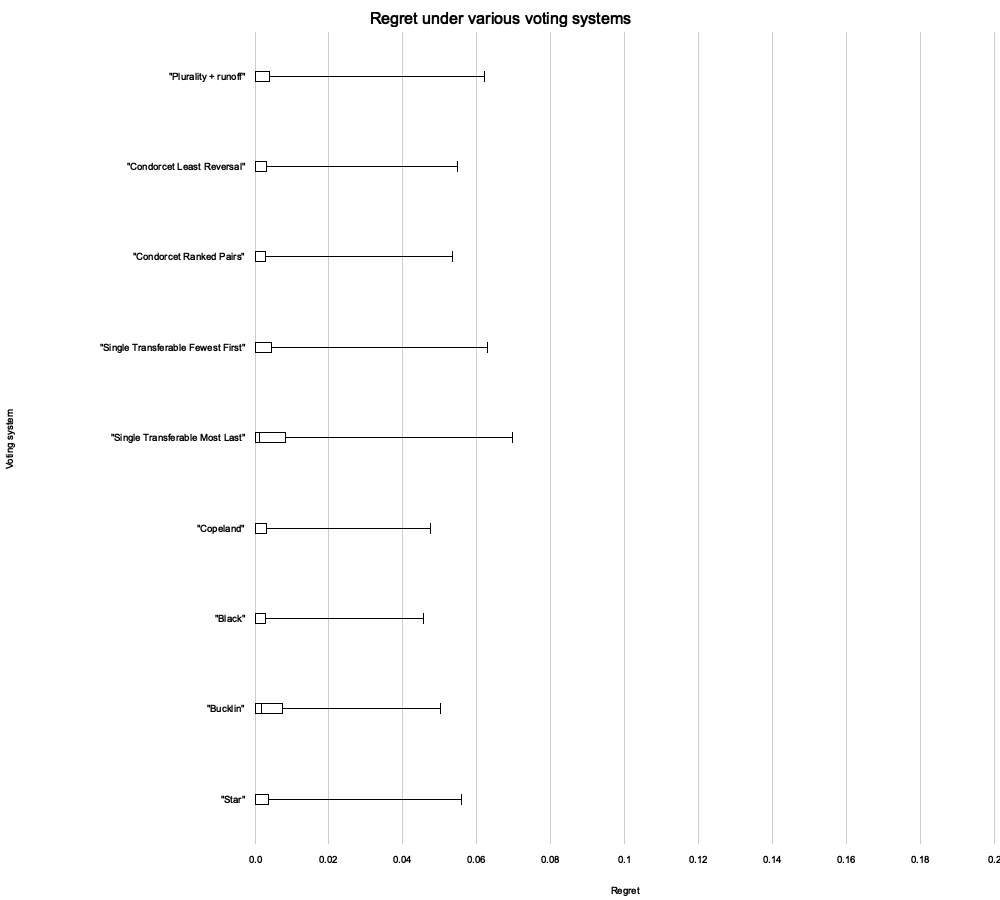 Regret under various voting systems
"Plurality + runoff"
"Condorcet Least Reversal"
"Condorcet Ranked Pairs"
"Single Transferable Fewest First"
"Single Transferable Most Last"
"Copeland"
"Black"
"Bucklin"
"Star"
Voting system
0.0 0.02 0.04 0.06 0.08 0.1 0.12 0.14 0.16 0.18 0.2
Regret